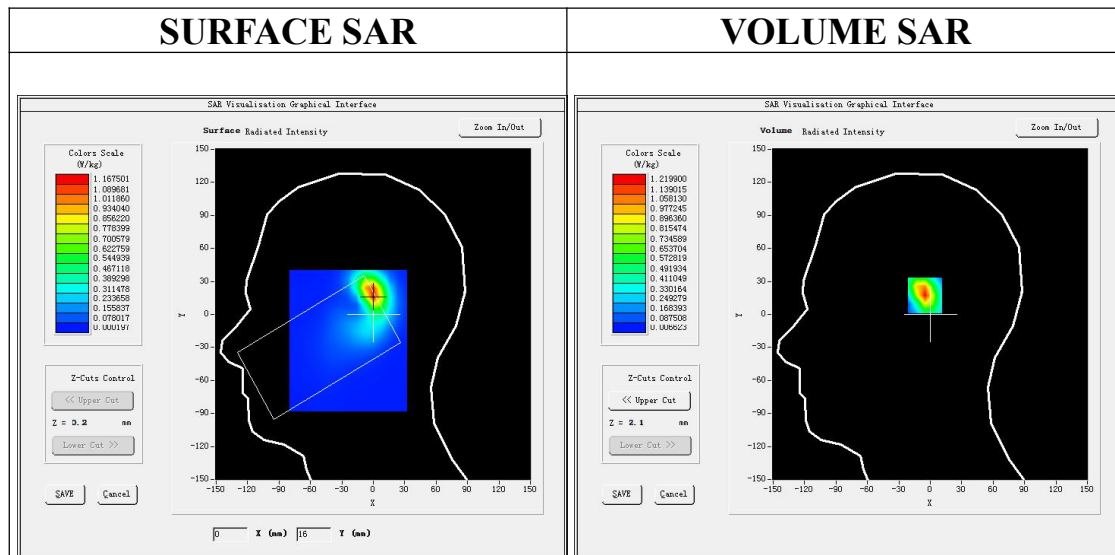 SURFACE SAR
VOLUME SAR
SAR Visualisation Graphical Interface
Surface Radiated Intensity
Zoom In/Out
Colors Scale
(W/kg)
1.167501
1.089681
1.011860
0.934040
0.856220
0.778399
0.700579
0.622759
0.544939
0.467118
0.389298
0.311478
0.233658
0.155837
0.078017
0.000197
Z-Cuts Control
<< Upper Cut
Z = 0.2 mm
Lower Cut >>
SAVE
Cancel
150
120
90
60
30
0
-30
-60
-90
-120
-150
Y
-150 -120 -90 -60 -30 0 30 60 90 120 150
X
0 X (mm) 16 Y (mm)
SAR Visualisation Graphical Interface
Volume Radiated Intensity
Zoom In/Out
Colors Scale
(W/kg)
1.219900
1.139015
1.058130
0.977245
0.896360
0.815474
0.734589
0.653704
0.572819
0.491934
0.411049
0.330164
0.249279
0.168393
0.087508
0.006623
Z-Cuts Control
<< Upper Cut
Z = 2.1 mm
Lower Cut >>
SAVE
Cancel
150
120
90
60
30
0
-30
-60
-90
-120
-150
Y
-150 -120 -90 -60 -30 0 30 60 90 120 150
X